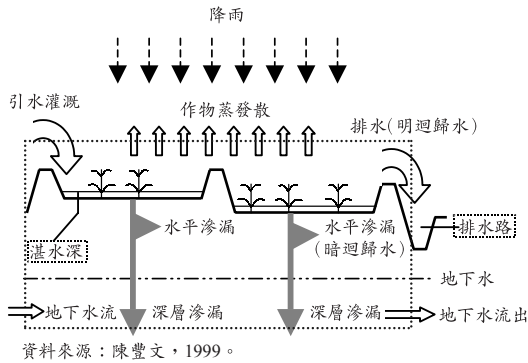 降雨
引水灌溉
作物蒸發散
排水(明迴歸水)
水平滲漏
水平滲漏
(暗迴歸水)
排水路
湛水深
地下水
地下水流
深層滲漏
深層滲漏
地下水流出
資料來源：陳豐文，1999。